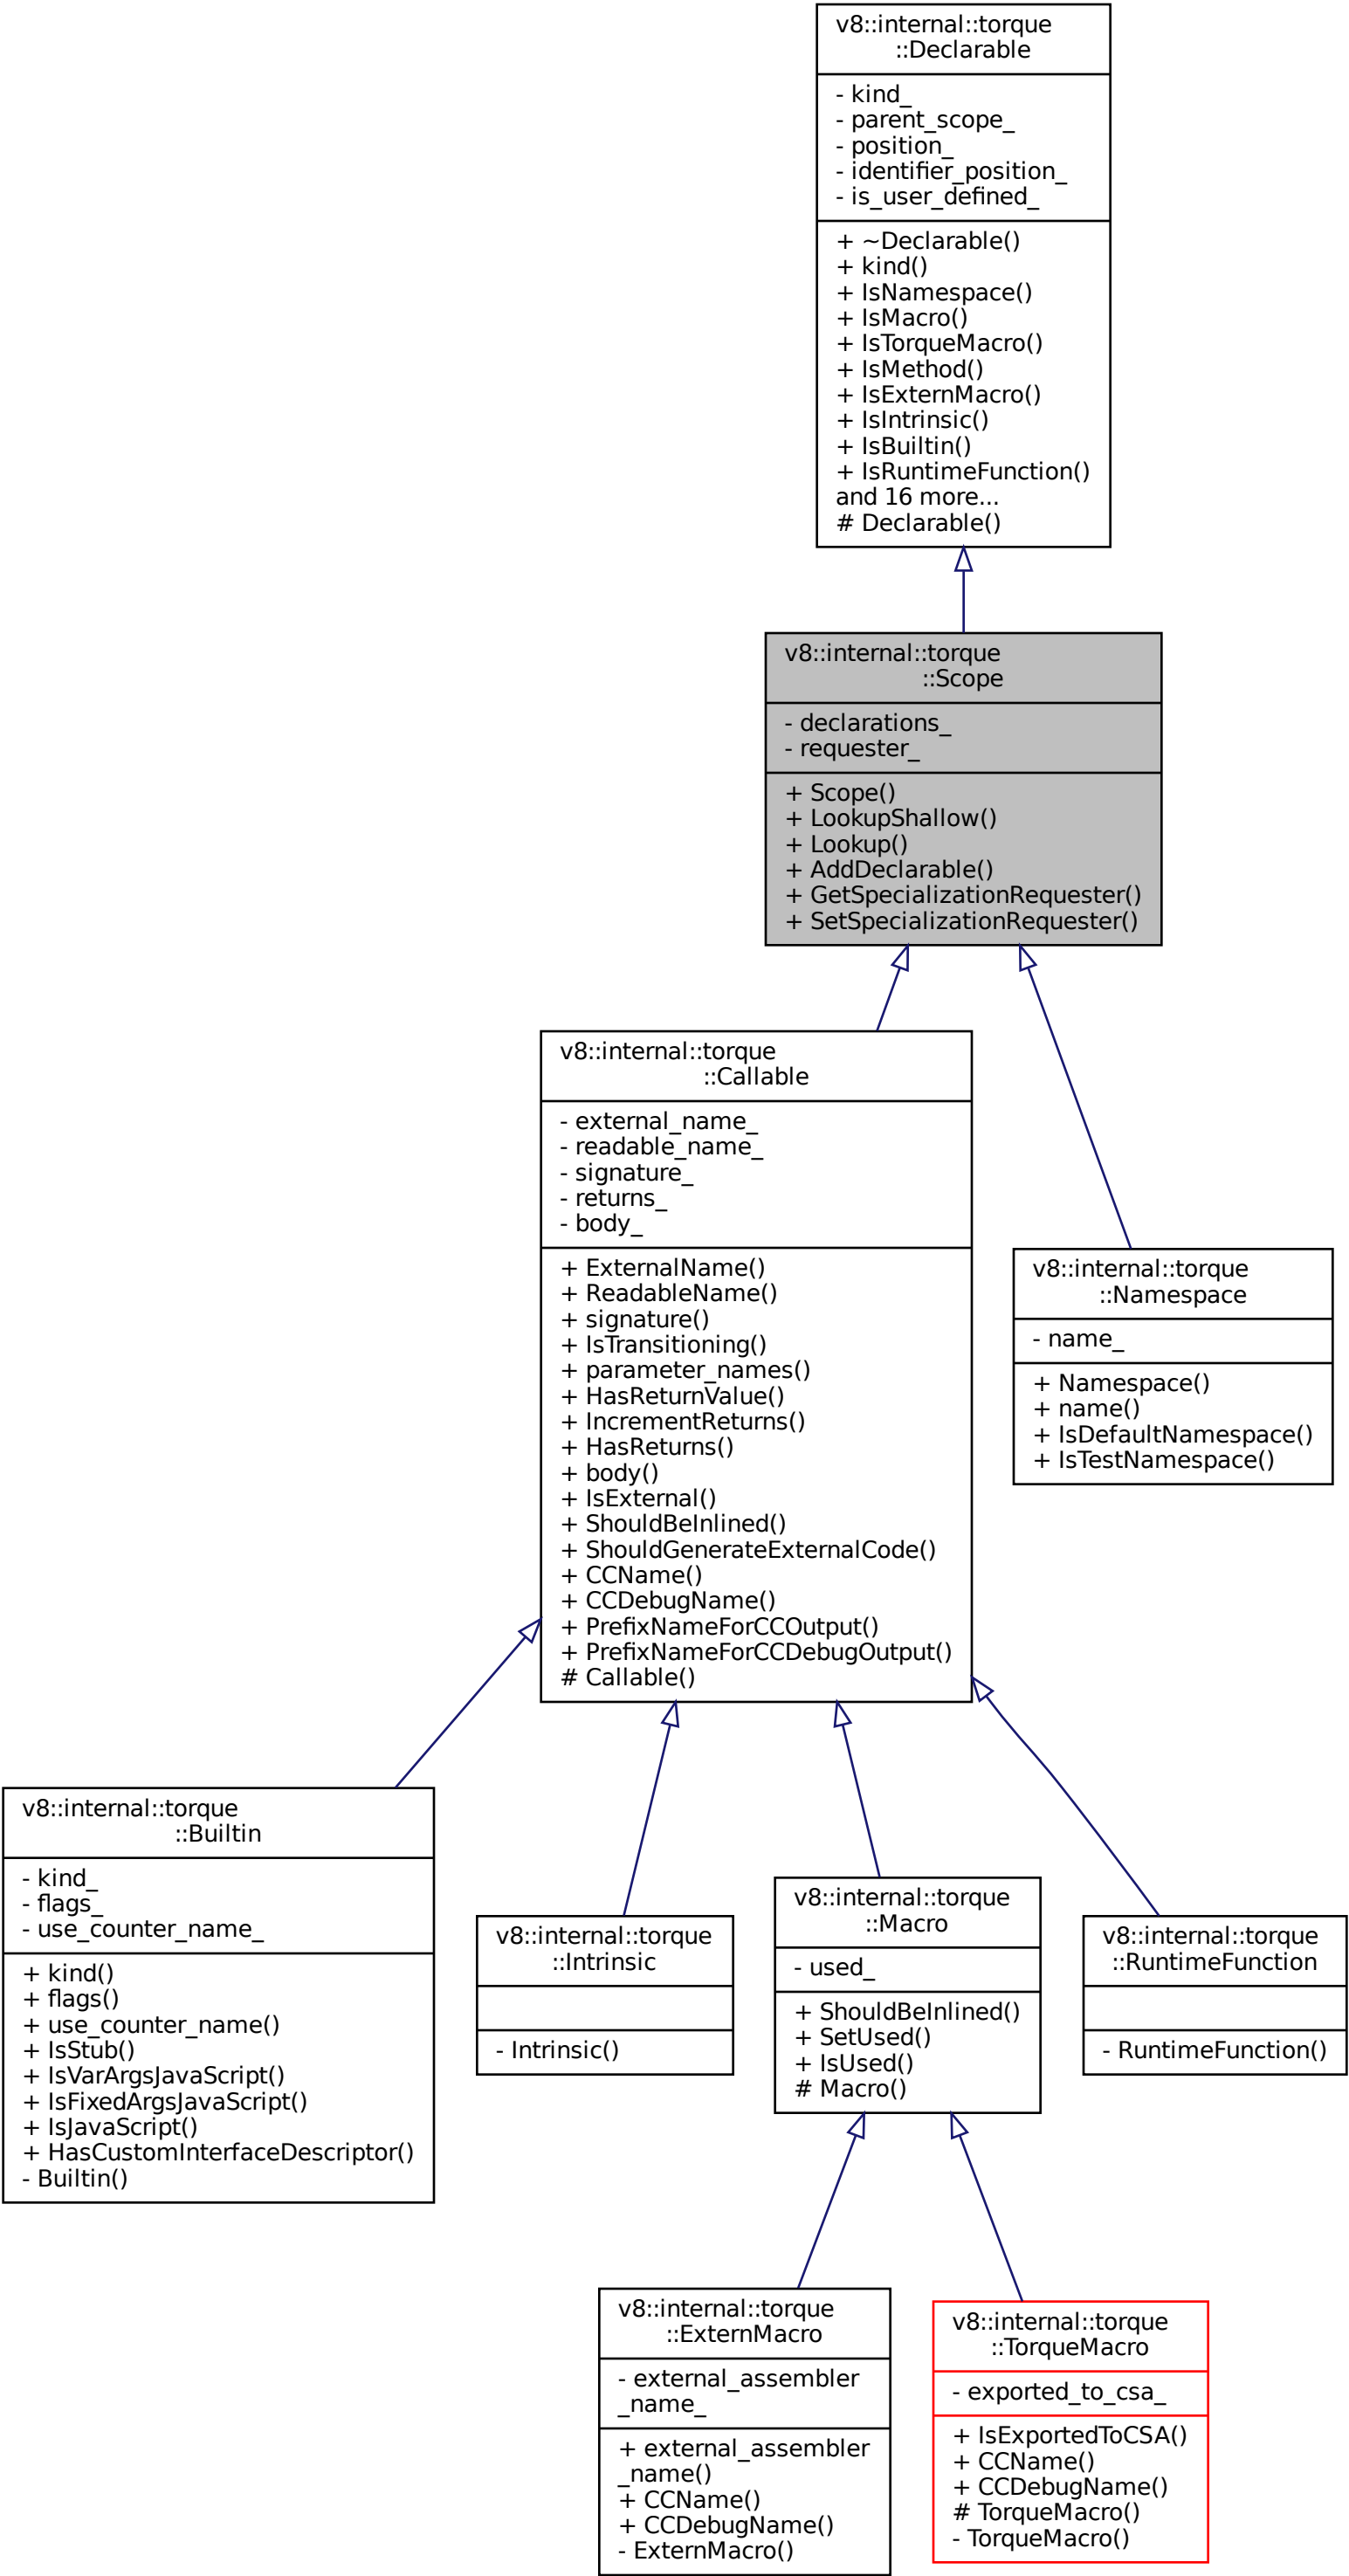 v8::internal::torque
::Declarable
- kind_
- parent_scope_
- position_
- identifier_position_
- is_user_defined_
+ ~Declarable()
+ kind()
+ IsNamespace()
+ IsMacro()
+ IsTorqueMacro()
+ IsMethod()
+ IsExternMacro()
+ IsIntrinsic()
+ IsBuiltin()
+ IsRuntimeFunction()
and 16 more...
# Declarable()
v8::internal::torque
::Scope
- declarations_
- requester_
+ Scope()
+ LookupShallow()
+ Lookup()
+ AddDeclarable()
+ GetSpecializationRequester()
+ SetSpecializationRequester()
v8::internal::torque
::Callable
- external_name_
- readable_name_
- signature_
- returns_
- body_
+ ExternalName()
+ ReadableName()
+ signature()
+ IsTransitioning()
+ parameter_names()
+ HasReturnValue()
+ IncrementReturns()
+ HasReturns()
+ body()
+ IsExternal()
+ ShouldBeInlined()
+ ShouldGenerateExternalCode()
+ CCName()
+ CCDebugName()
+ PrefixNameForCCOutput()
+ PrefixNameForCCDebugOutput()
# Callable()
v8::internal::torque
::Namespace
- name_
+ Namespace()
+ name()
+ IsDefaultNamespace()
+ IsTestNamespace()
v8::internal::torque
::Builtin
- kind_
- flags_
- use_counter_name_
+ kind()
+ flags()
+ use_counter_name()
+ IsStub()
+ IsVarArgsJavaScript()
+ IsFixedArgsJavaScript()
+ IsJavaScript()
+ HasCustomInterfaceDescriptor()
- Builtin()
v8::internal::torque
::Intrinsic
- Intrinsic()
v8::internal::torque
::Macro
- used_
+ ShouldBeInlined()
+ SetUsed()
+ IsUsed()
# Macro()
v8::internal::torque
::RuntimeFunction
- RuntimeFunction()
v8::internal::torque
::ExternMacro
- external_assembler
_name_
+ external_assembler
_name()
+ CCName()
+ CCDebugName()
- ExternMacro()
v8::internal::torque
::TorqueMacro
- exported_to_csa_
+ IsExportedToCSA()
+ CCName()
+ CCDebugName()
# TorqueMacro()
- TorqueMacro()